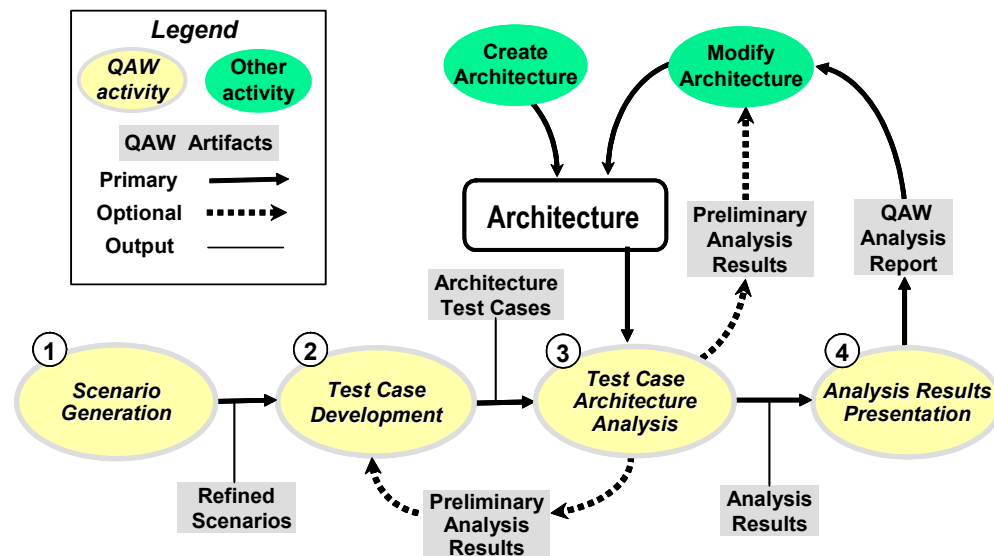 Legend
QAW
activity
Other
activity
QAW Artifacts
Primary
Optional
Output
Create
Architecture
Modify
Architecture
Architecture
Preliminary
Analysis
Results
QAW
Analysis
Report
Architecture
Test Cases
1
Scenario
Generation
2
Test Case
Development
3
Test Case
Architecture
Analysis
4
Analysis Results
Presentation
Refined
Scenarios
Preliminary
Analysis
Results
Analysis
Results